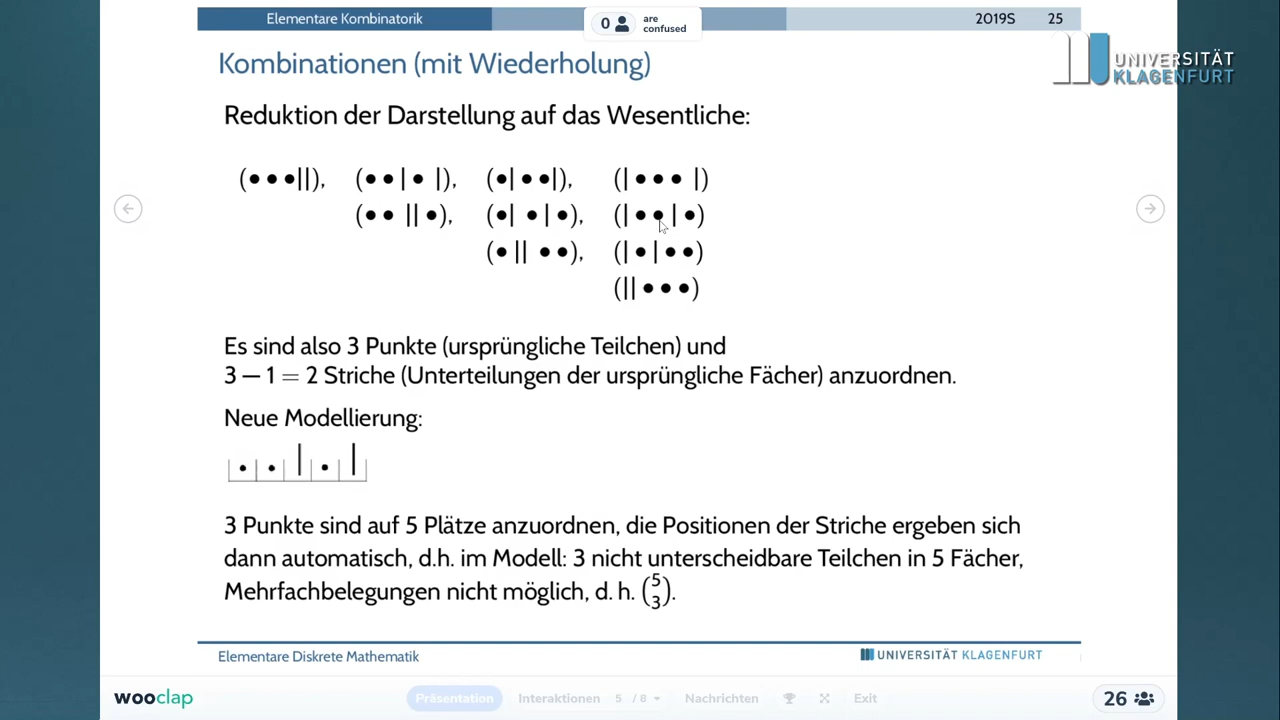 Elementare Kombinatorik
0 are confused
2019S 25
UNIVERSITÄT
KLAGENFURT
Kombinationen (mit Wiederholung)
Reduktion der Darstellung auf das Wesentliche:
(•••||), (••|•|), (•|••|), (|•••|)
(••||•), (•|•|•), (|••|•)
(•||••), (|•|••)
(||•••)
Es sind also 3 Punkte (ursprüngliche Teilchen) und
3 − 1 = 2 Striche (Unterteilungen der ursprüngliche Fächer) anzuordnen.
Neue Modellierung:
3 Punkte sind auf 5 Plätze anzuordnen, die Positionen der Striche ergeben sich
dann automatisch, d.h. im Modell: 3 nicht unterscheidbare Teilchen in 5 Fächer,
Mehrfachbelegungen nicht möglich, d. h. (5 3).
Elementare Diskrete Mathematik
UNIVERSITÄT KLAGENFURT
wooclap
Präsentation Interaktionen 5 / 8 Nachrichten Exit
26